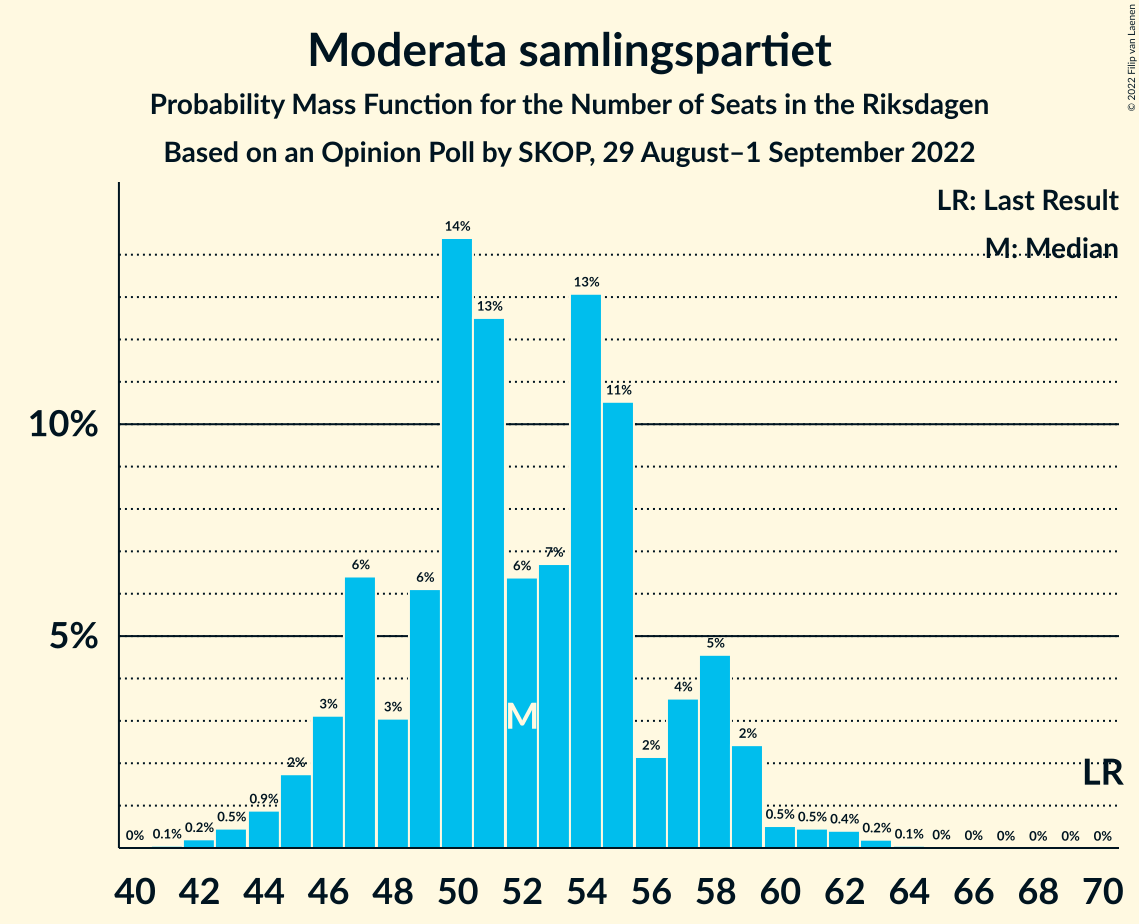 Moderata samlingspartiet
Probability Mass Function for the Number of Seats in the Riksdagen
Based on an Opinion Poll by SKOP, 29 August–1 September 2022
© 2022 Filip van Laenen
LR: Last Result
M: Median
10%
5%
0% 0.1% 0.2% 0.5% 0.9% 2% 3% 6% 3% 6% 14% 13% 6% 7% 13% 11% 2% 4% 5% 2% 0.5% 0.5% 0.4% 0.2% 0.1% 0% 0% 0% 0% 0% 0%
M
LR
40 42 44 46 48 50 52 54 56 58 60 62 64 66 68 70